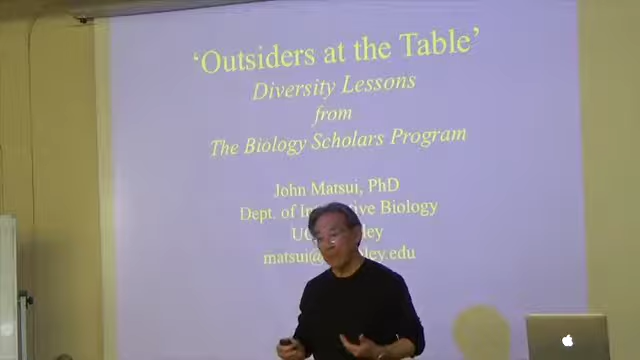 ‘Outsiders at the Table’
Diversity Lessons
from
The Biology Scholars Program
John Matsui, PhD
Dept. of Biology